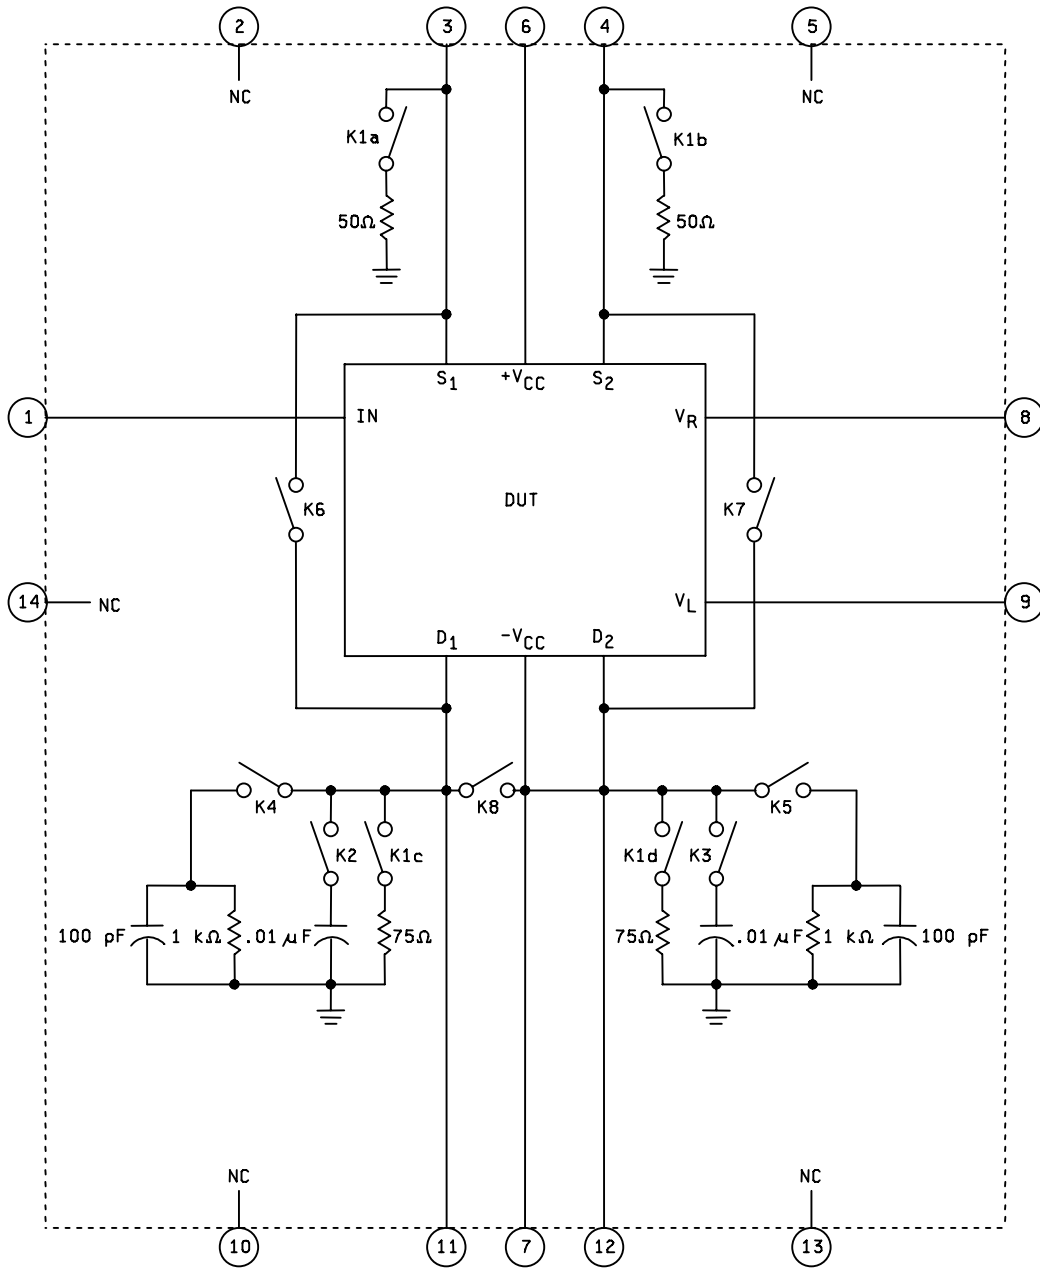 2 3 6 4 5
NC NC
K1a K1b
50Ω 50Ω
S1 +VCC S2
1 IN VR 8
K6 DUT K7
14 NC VL 9
D1 -VCC D2
K4 K8 K5
K2 K1c K1d K3
100 pF 1 kΩ .01 μF 75Ω 75Ω .01 μF 1 kΩ 100 pF
NC NC
10 11 7 12 13